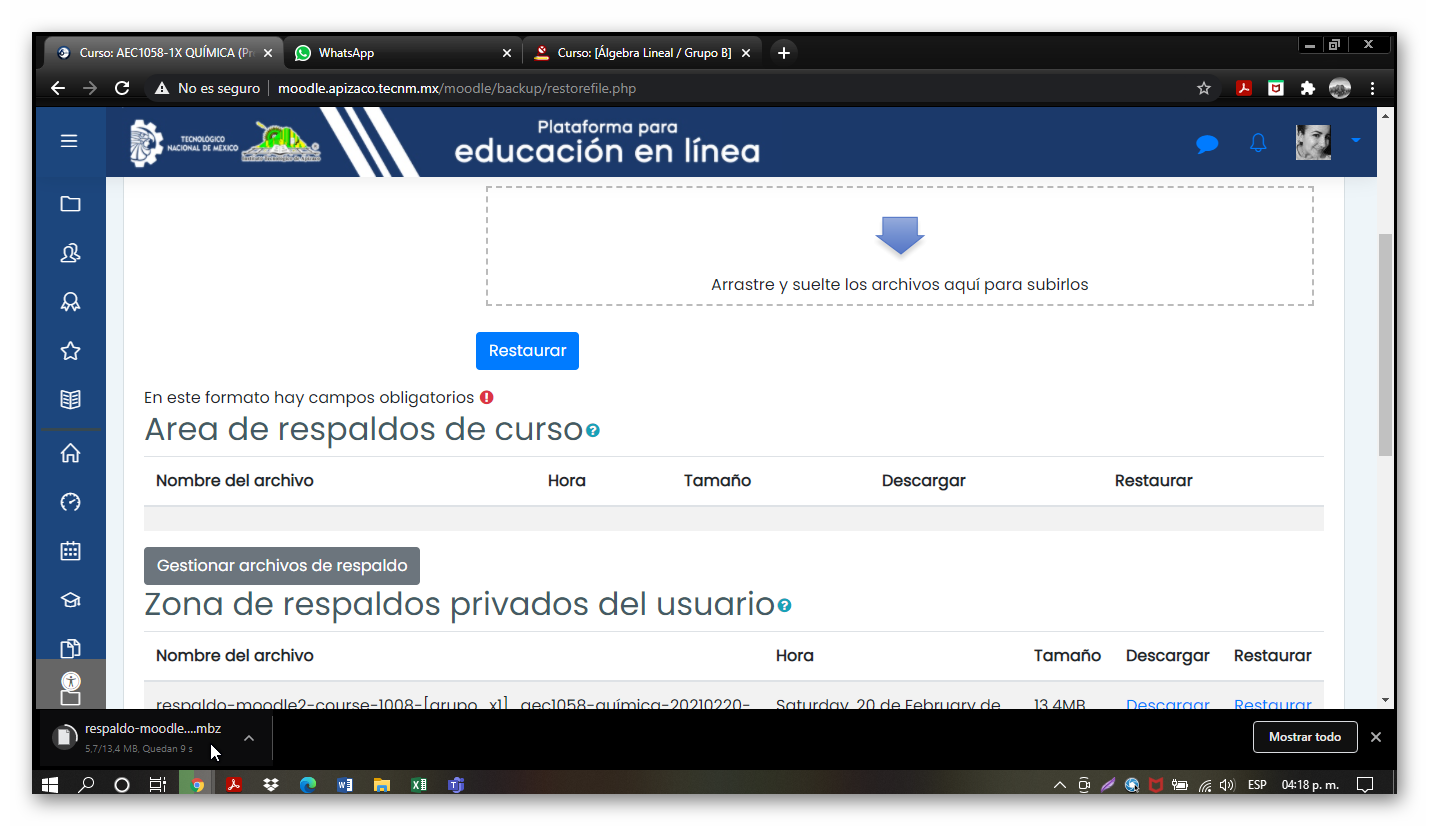 Curso: AEC1058-1X QUÍMICA (Pr
WhatsApp
Curso: [Álgebra Lineal / Grupo B]
No es seguro
moodle.apizaco.tecnm.mx/moodle/backup/restorefile.php
TECNOLÓGICO
NACIONAL DE MÉXICO
Plataforma para
educación en línea
Arrastre y suelte los archivos aquí para subirlos
Restaurar
En este formato hay campos obligatorios
Area de respaldos de curso
Nombre del archivo Hora Tamaño Descargar Restaurar
Gestionar archivos de respaldo
Zona de respaldos privados del usuario
Nombre del archivo Hora Tamaño Descargar Restaurar
respaldo-moodle2-course-1008-[grupo_x1]_aec1058-química-20210220- Saturday, 20 de February de 13.4MB Descargar Restaurar
respaldo-moodle....mbz
5,7/13,4 MB, Quedan 9 s
Mostrar todo
ESP 04:18 p. m.